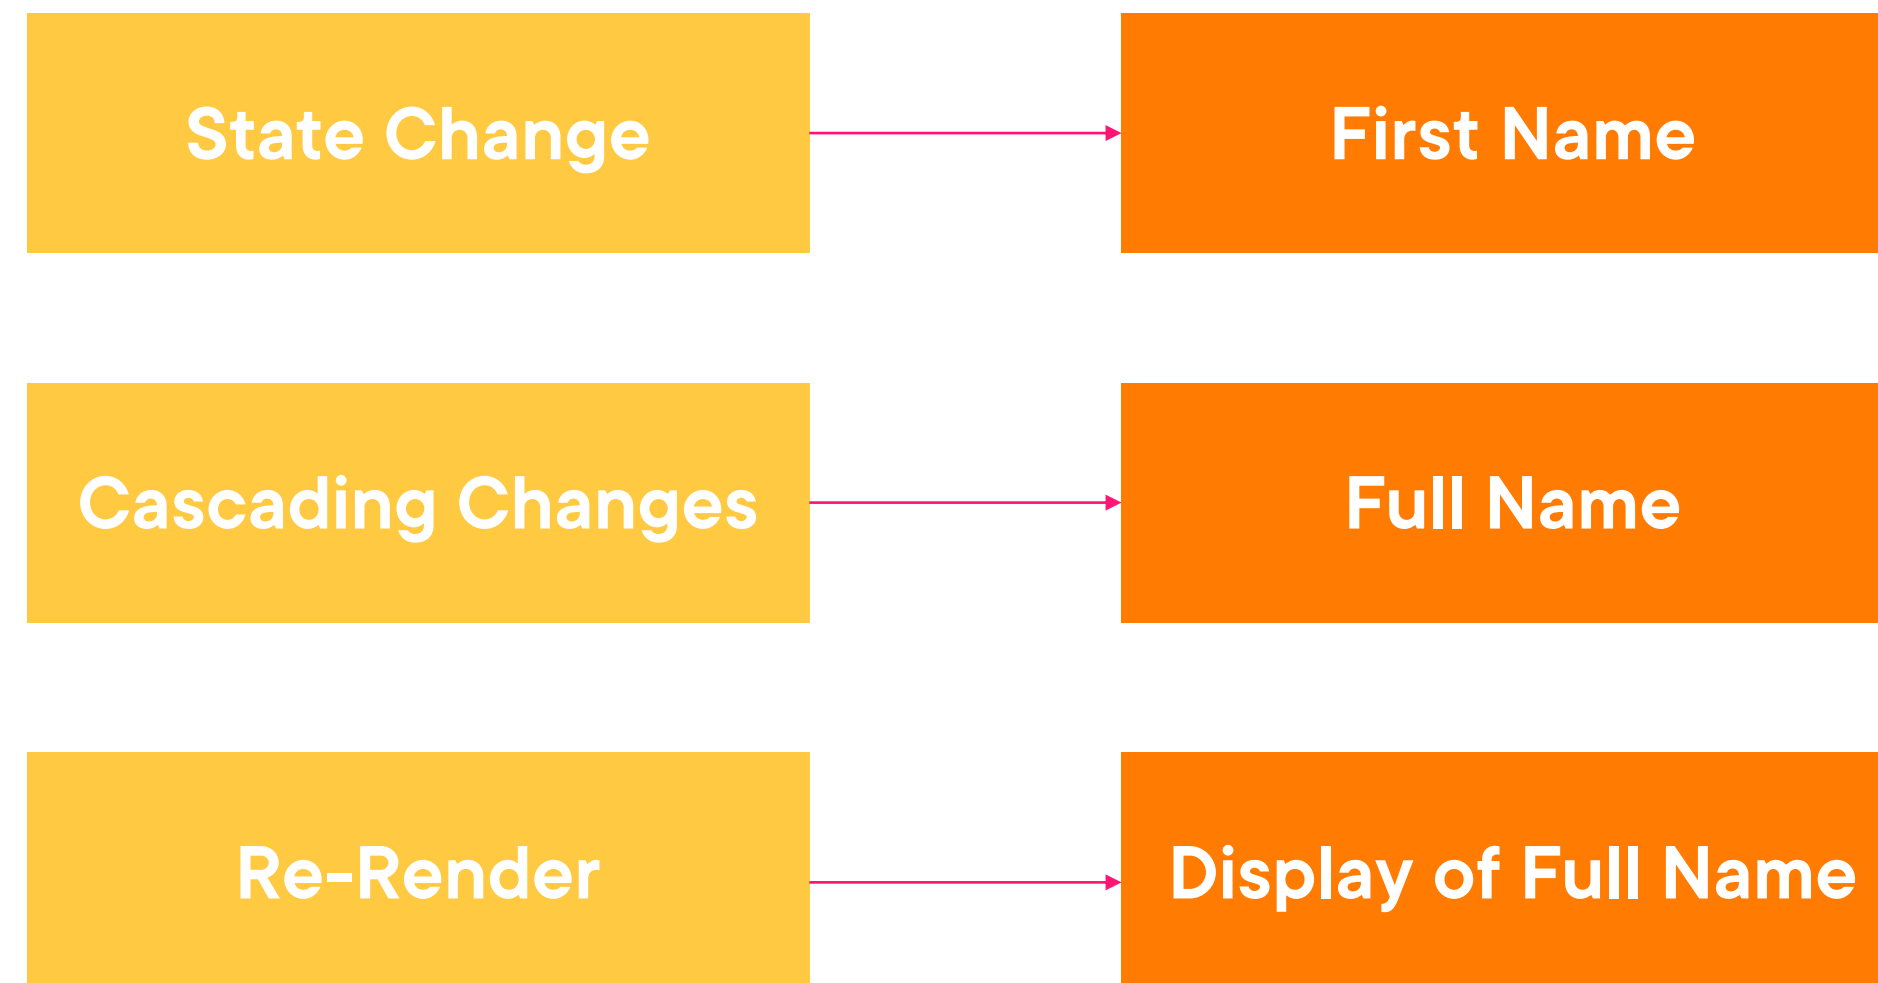 State Change
First Name
Cascading Changes
Full Name
Re-Render
Display of Full Name